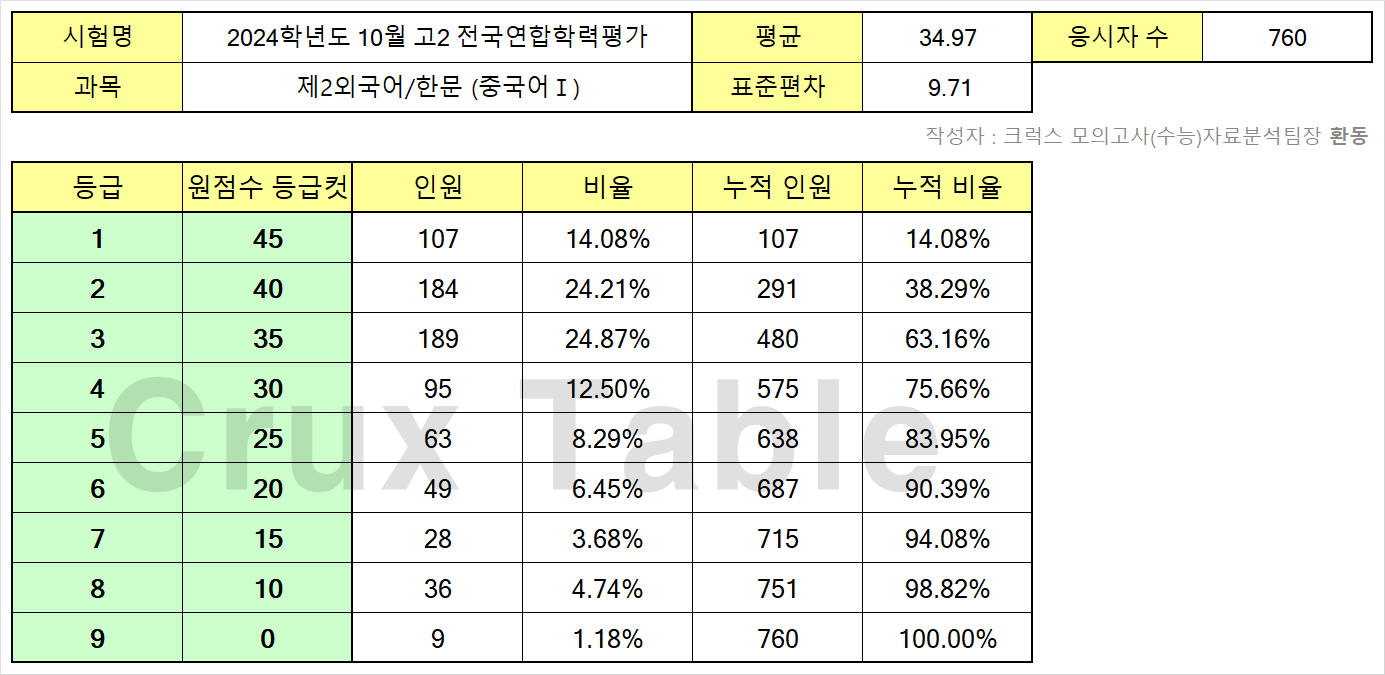 시험명 2024학년도 10월 고2 전국연합학력평가 평균 34.97 응시자 수 760
과목 제2외국어/한문 (중국어Ⅰ) 표준편차 9.71
작성자 : 크럭스 모의고사(수능)자료분석팀장 환동
등급 원점수 등급컷 인원 비율 누적 인원 누적 비율
1 45 107 14.08% 107 14.08%
2 40 184 24.21% 291 38.29%
3 35 189 24.87% 480 63.16%
4 30 95 12.50% 575 75.66%
5 25 63 8.29% 638 83.95%
6 20 49 6.45% 687 90.39%
7 15 28 3.68% 715 94.08%
8 10 36 4.74% 751 98.82%
9 0 9 1.18% 760 100.00%
Crux Table